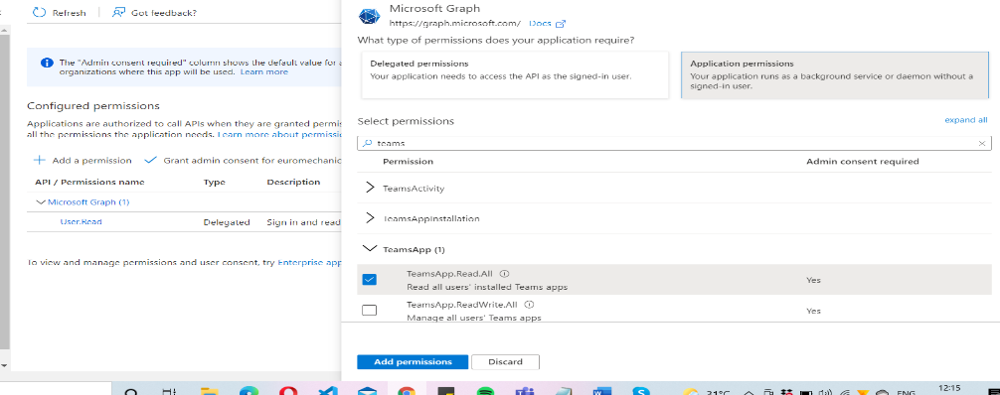 Refresh
Got feedback?
The "Admin consent required" column shows the default value for a
organizations where this app will be used. Learn more
Configured permissions
Applications are authorized to call APIs when they are granted permis
all the permissions the application needs. Learn more about permissio
Add a permission
Grant admin consent for euromechanic
API / Permissions name Type Description
Microsoft Graph (1)
User.Read Delegated Sign in and read
To view and manage permissions and user consent, try Enterprise app
Microsoft Graph
https://graph.microsoft.com/ Docs
What type of permissions does your application require?
Delegated permissions
Your application needs to access the API as the signed-in user.
Application permissions
Your application runs as a background service or daemon without a
signed-in user.
Select permissions
expand all
teams
Permission Admin consent required
TeamsActivity
TeamsAppInstallation
TeamsApp (1)
TeamsApp.Read.All
Read all users' installed Teams apps
Yes
TeamsApp.ReadWrite.All
Manage all users' Teams apps
Yes
Add permissions
Discard
31°C
ENG
12:15